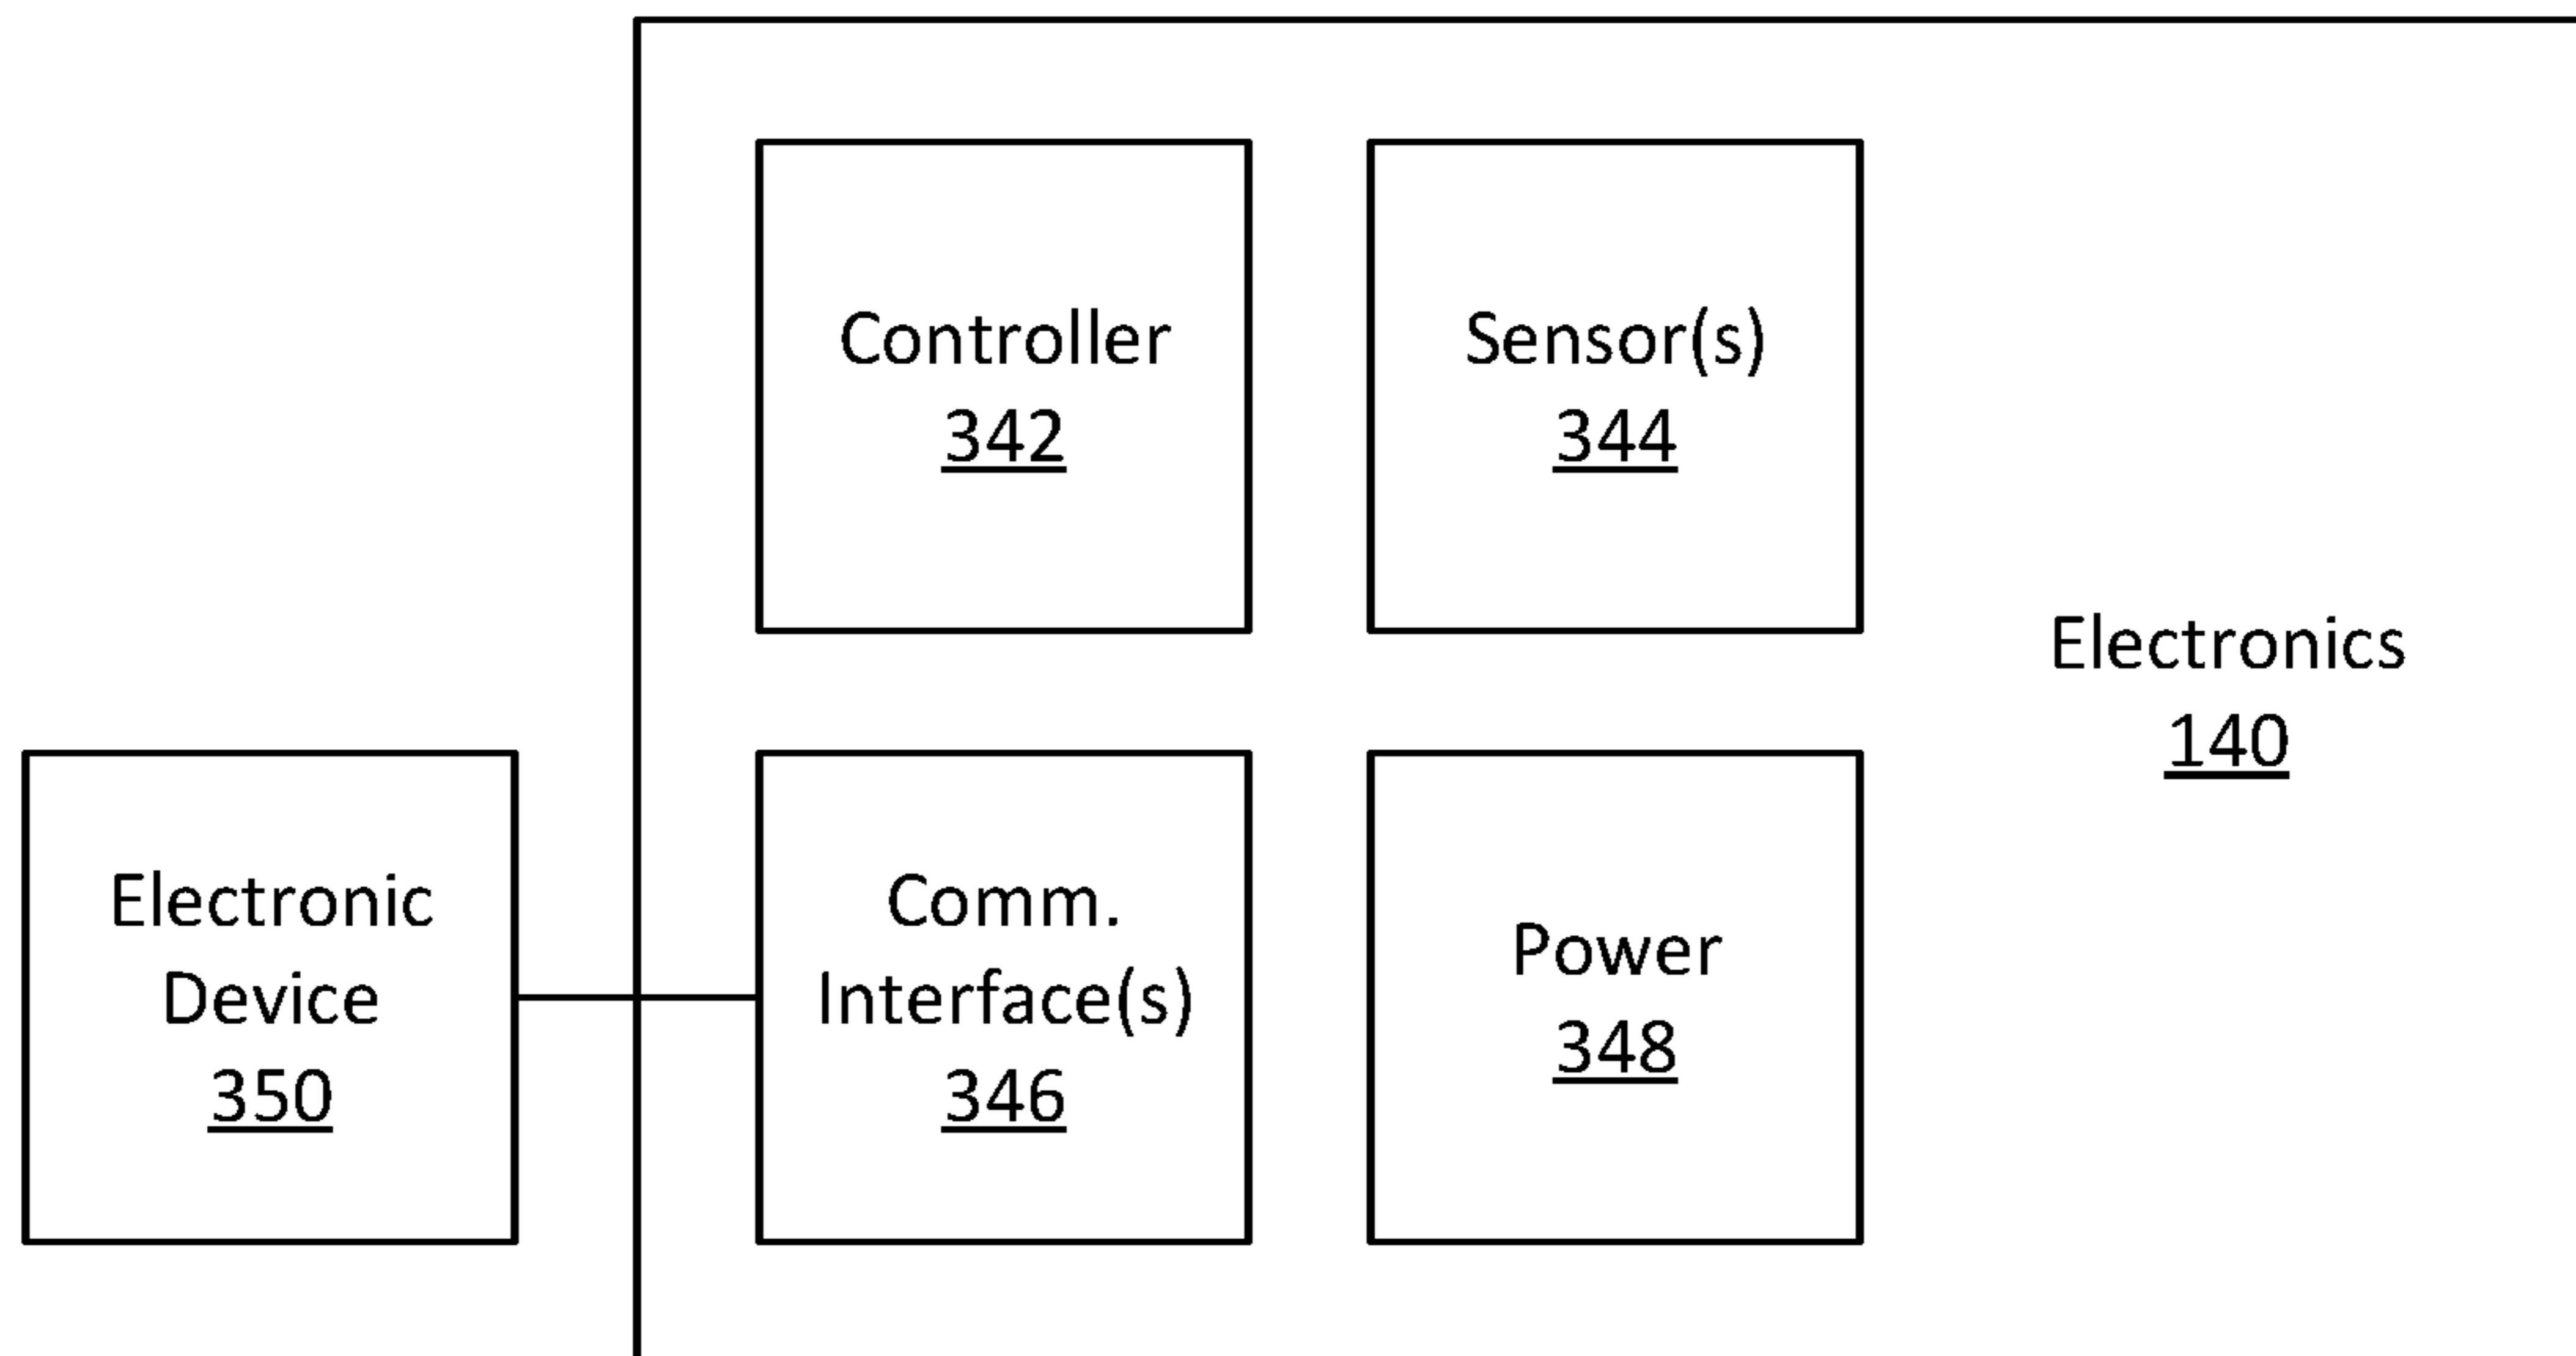 Controller
342
Sensor(s)
344
Electronics
140
Electronic
Device
350
Comm.
Interface(s)
346
Power
348